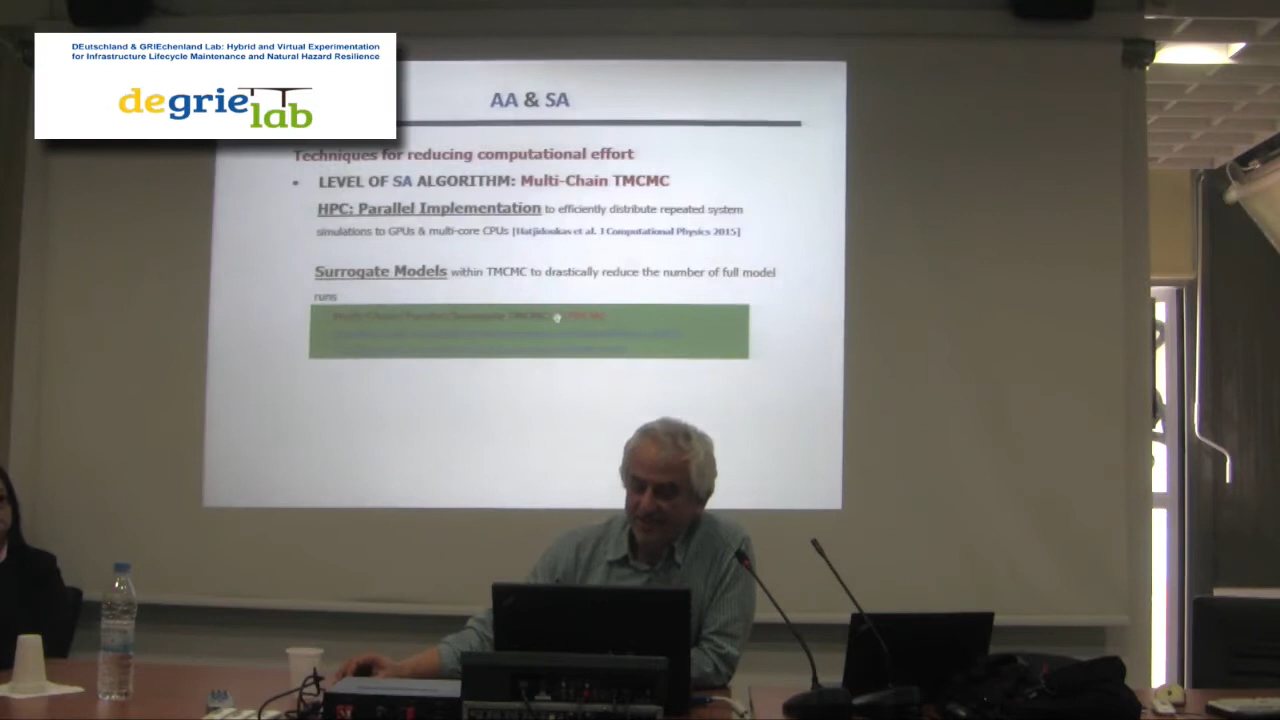 DEutschland & GRIEchenland Lab: Hybrid and Virtual Experimentation
for Infrastructure Lifecycle Maintenance and Natural Hazard Resilience
degrie
lab
AA & SA
Techniques for reducing computational effort
• LEVEL OF SA ALGORITHM: Multi-Chain TMCMC
HPC: Parallel Implementation to efficiently distribute repeated system
simulations to GPUs & multi-core CPUs [Hatjidoukas et al. J Computational Physics 2015]
Surrogate Models within TMCMC to drastically reduce the number of full model
runs